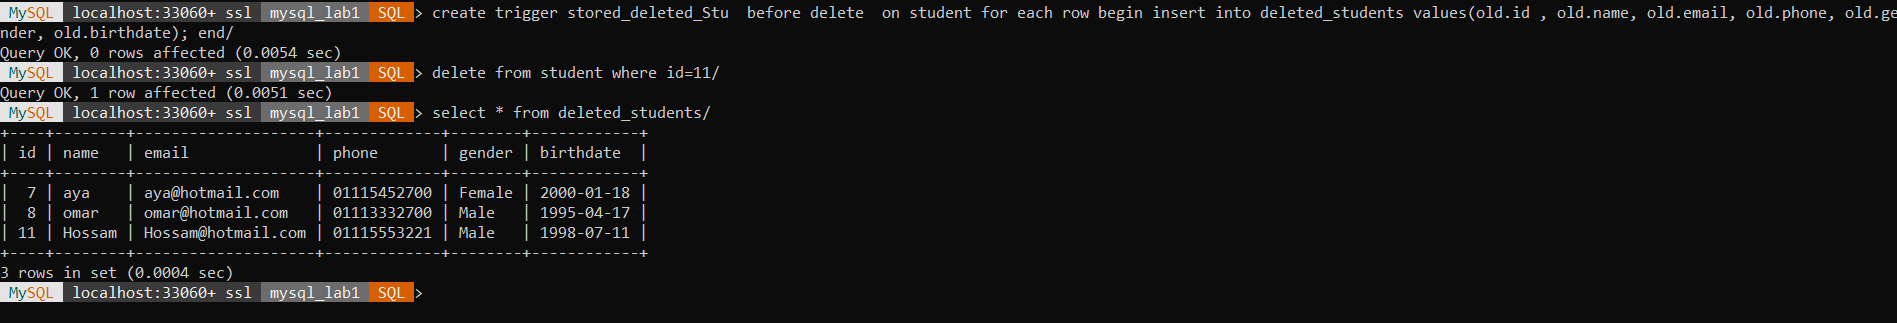 MySQL localhost:33060+ ssl mysql_lab1 SQL > create trigger stored_deleted_Stu  before delete  on student for each row begin insert into deleted_students values(old.id , old.name, old.email, old.phone, old.ge
nder, old.birthdate); end/
Query OK, 0 rows affected (0.0054 sec)
MySQL localhost:33060+ ssl mysql_lab1 SQL > delete from student where id=11/
Query OK, 1 row affected (0.0051 sec)
MySQL localhost:33060+ ssl mysql_lab1 SQL > select * from deleted_students/
+----+--------+--------------------+-------------+--------+------------+
| id | name   | email              | phone       | gender | birthdate  |
+----+--------+--------------------+-------------+--------+------------+
|  7 | aya    | aya@hotmail.com    | 01115452700 | Female | 2000-01-18 |
|  8 | omar   | omar@hotmail.com   | 01113332700 | Male   | 1995-04-17 |
| 11 | Hossam | Hossam@hotmail.com | 01115553221 | Male   | 1998-07-11 |
+----+--------+--------------------+-------------+--------+------------+
3 rows in set (0.0004 sec)
MySQL localhost:33060+ ssl mysql_lab1 SQL >